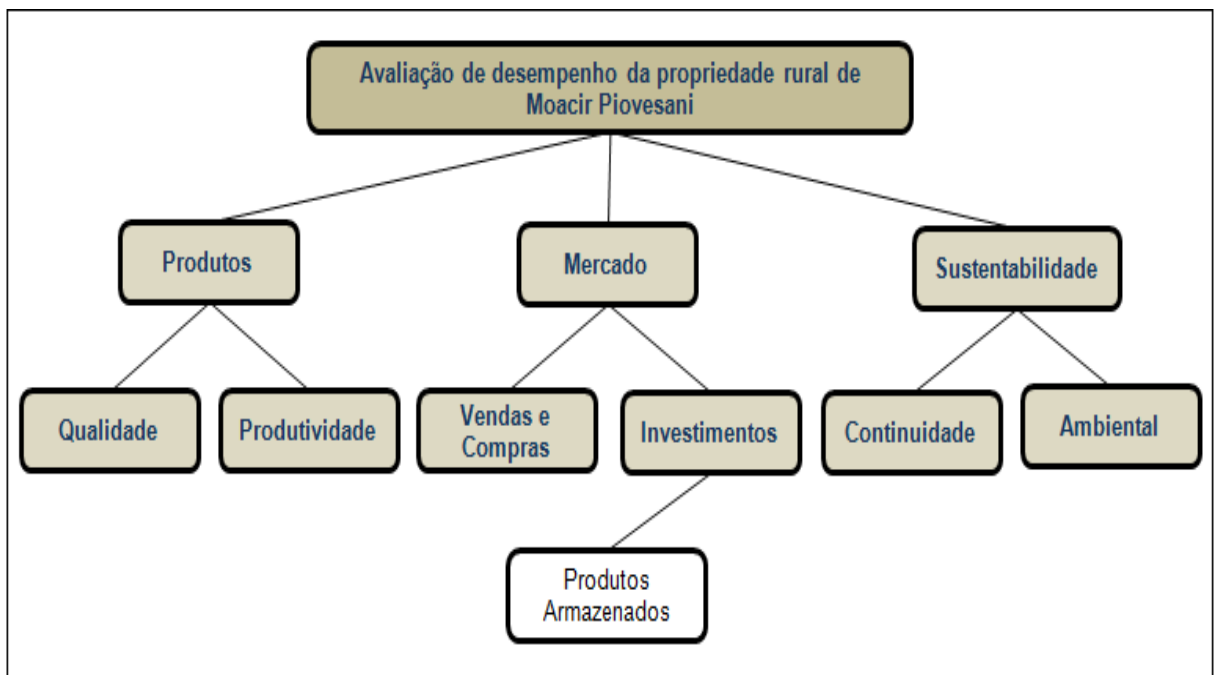 Avaliação de desempenho da propriedade rural de
Moacir Piovesani
Produtos
Mercado
Sustentabilidade
Qualidade
Produtividade
Vendas e
Compras
Investimentos
Continuidade
Ambiental
Produtos
Armazenados